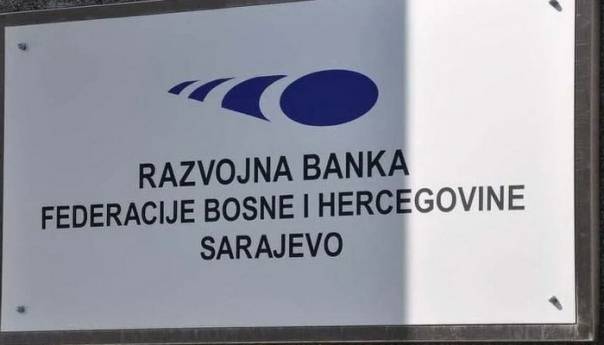 RAZVOJNA BANKA
FEDERACIJE BOSNE I HERCEGOVINE
SARAJEVO